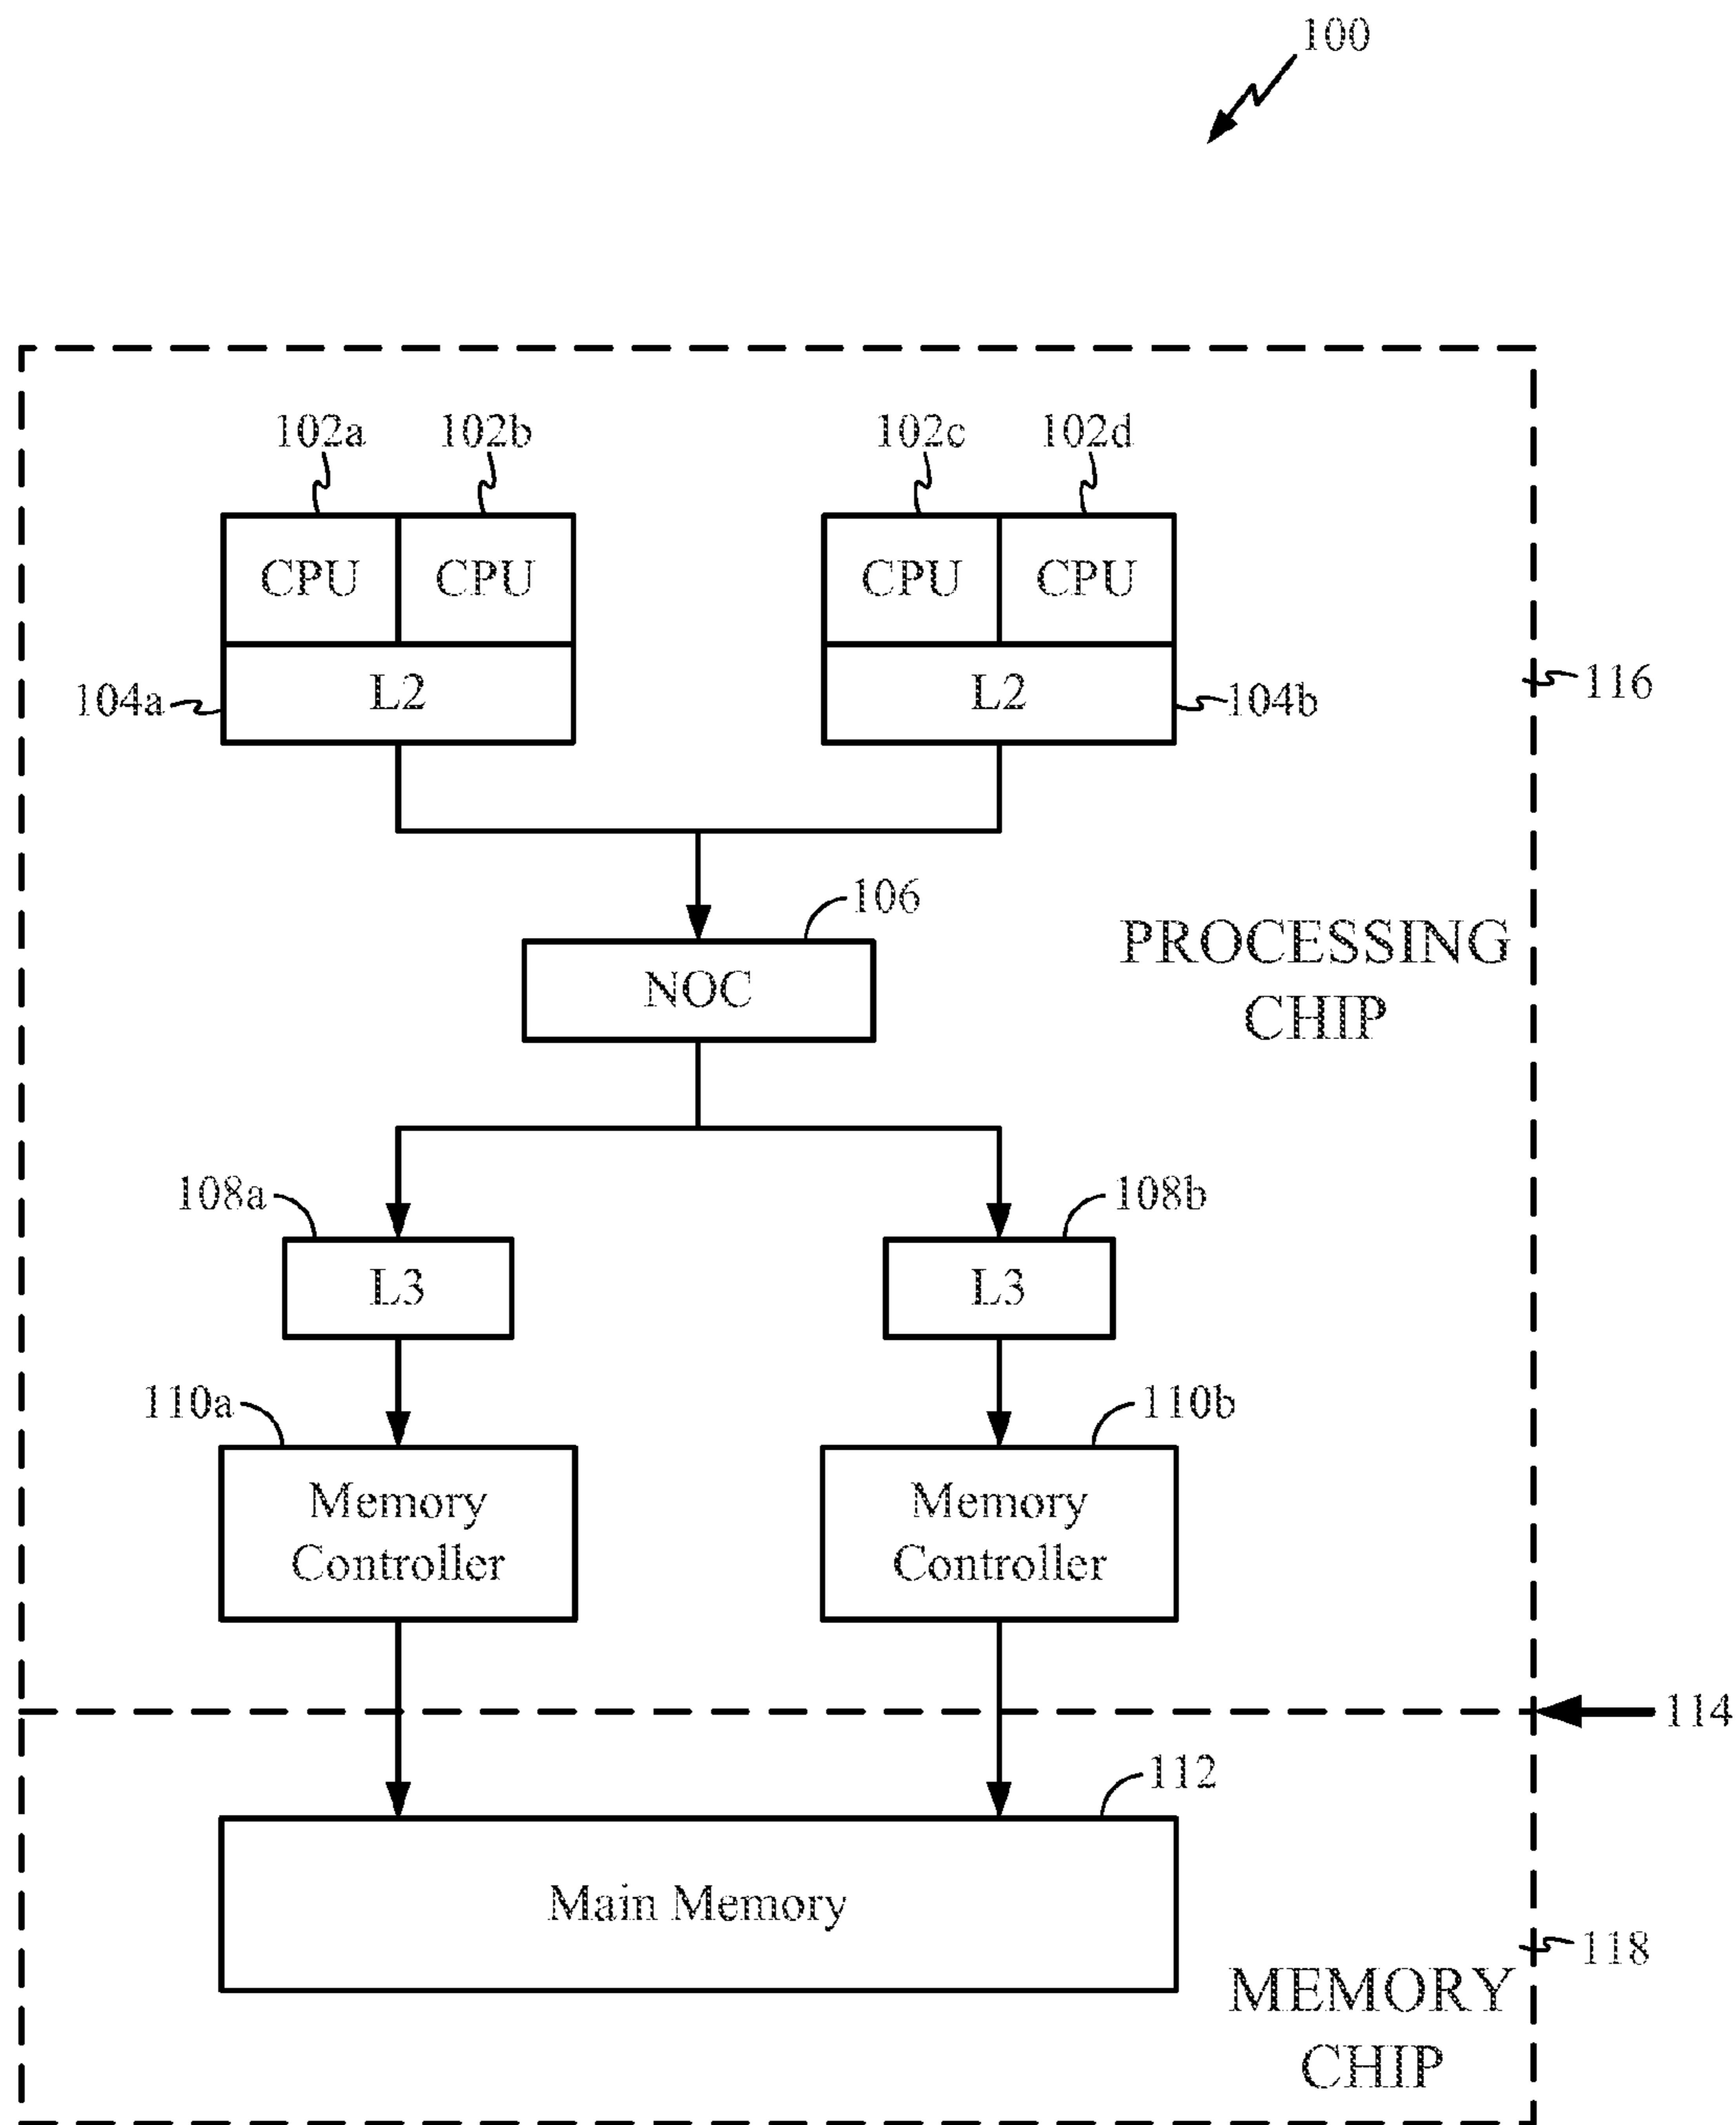 100
102a 102b 102c 102d
CPU CPU CPU CPU
104a L2 L2 104b
116
106
NOC
PROCESSING
CHIP
108a 108b
L3 L3
110a 110b
Memory Memory
Controller Controller
114
112
Main Memory
118
MEMORY
CHIP